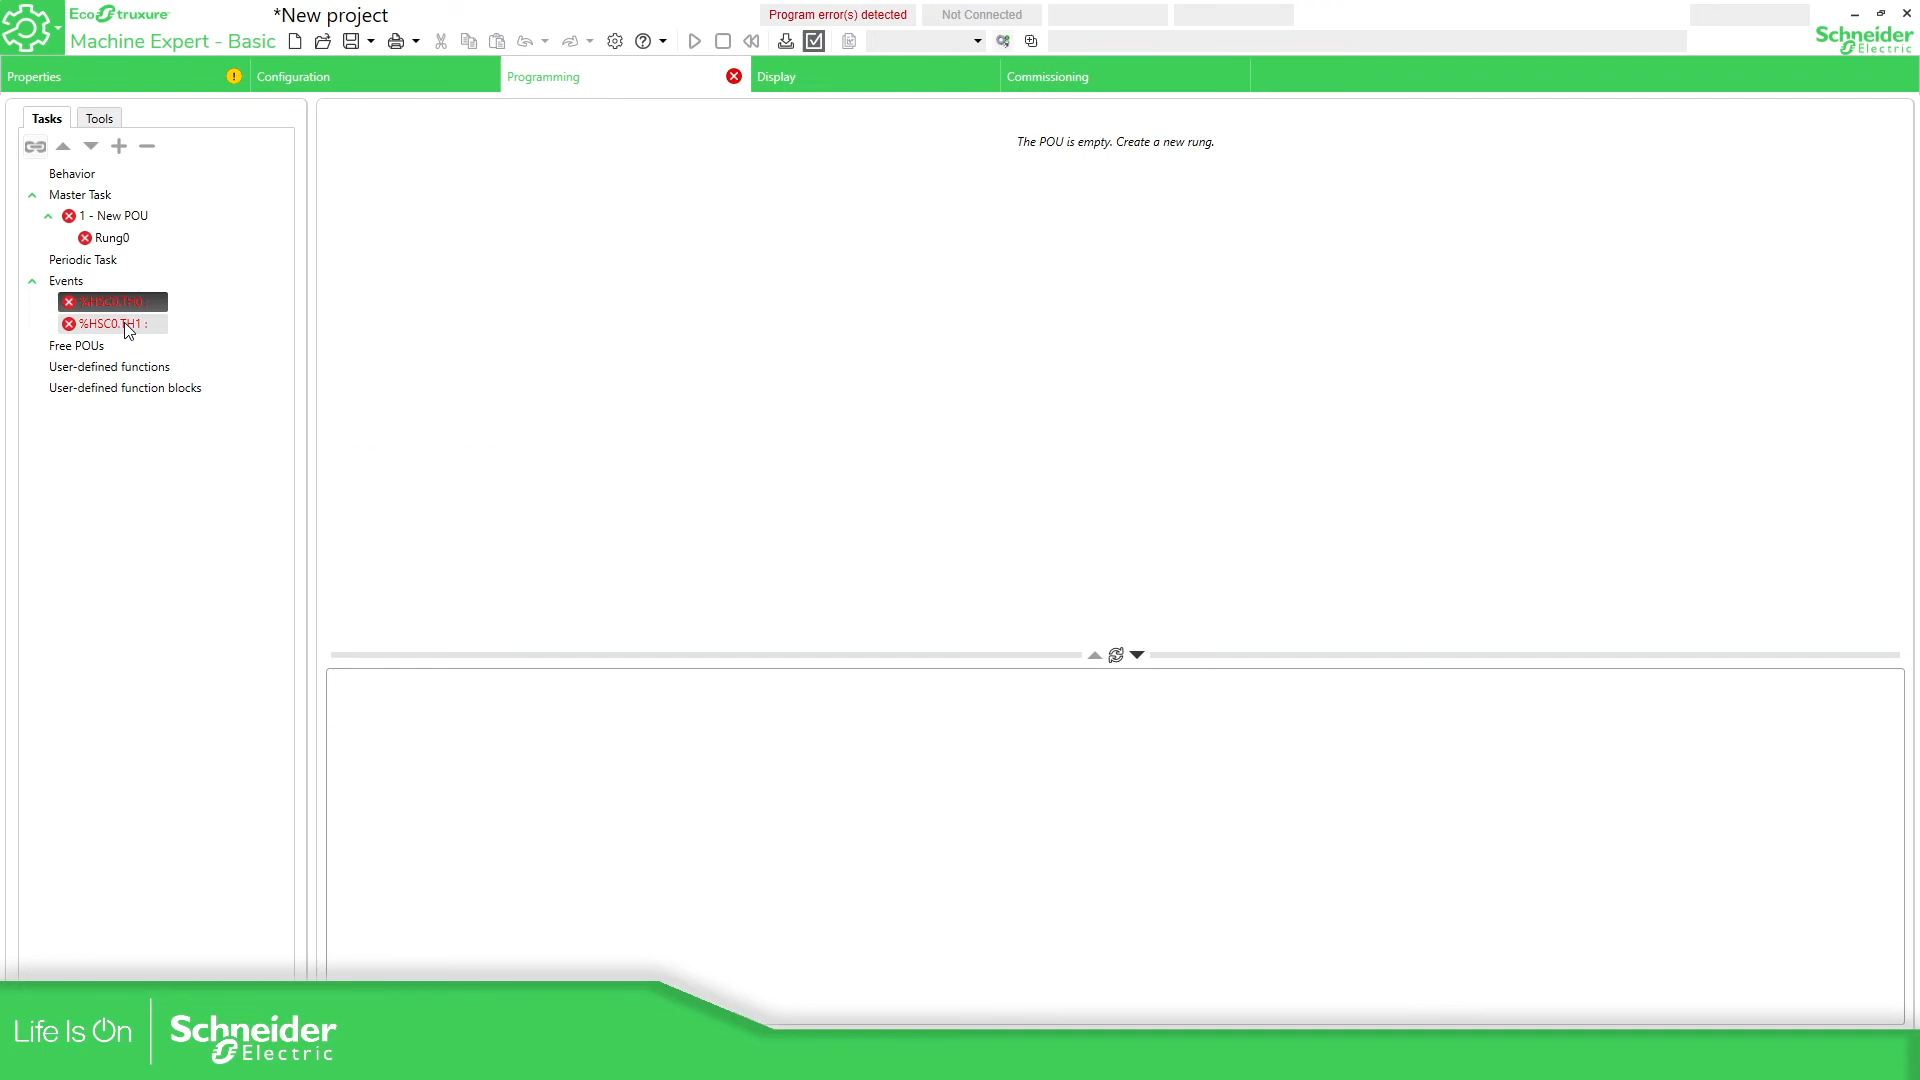 EcoStruxure
Machine Expert - Basic
*New project
Program error(s) detected
Not Connected
Schneider
Electric
Properties
Configuration
Programming
Display
Commissioning
Tasks
Tools
Behavior
Master Task
1 - New POU
Rung0
Periodic Task
Events
%HSC0.TH0 :
%HSC0.TH1 :
Free POUs
User-defined functions
User-defined function blocks
The POU is empty. Create a new rung.
Life Is On
Schneider
Electric